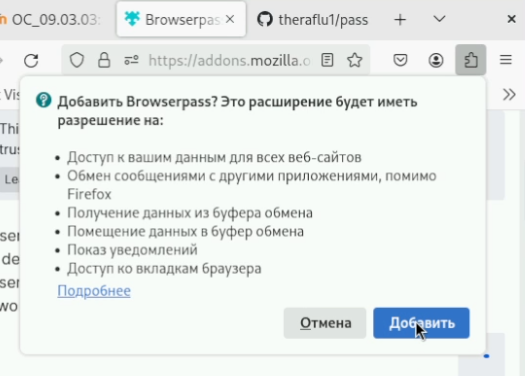 OC_09.03.03:
Browserpas
theraflu1/pass
https://addons.mozilla.o
Vis
Добавить Browserpass? Это расширение будет иметь
разрешение на:
Thi
trus
Le
• Доступ к вашим данным для всех веб-сайтов
• Обмен сообщениями с другими приложениями, помимо
Firefox
• Получение данных из буфера обмена
• Помещение данных в буфер обмена
• Показ уведомлений
• Доступ ко вкладкам браузера
ser
de
ser
wo
Подробнее
Отмена
Добавить